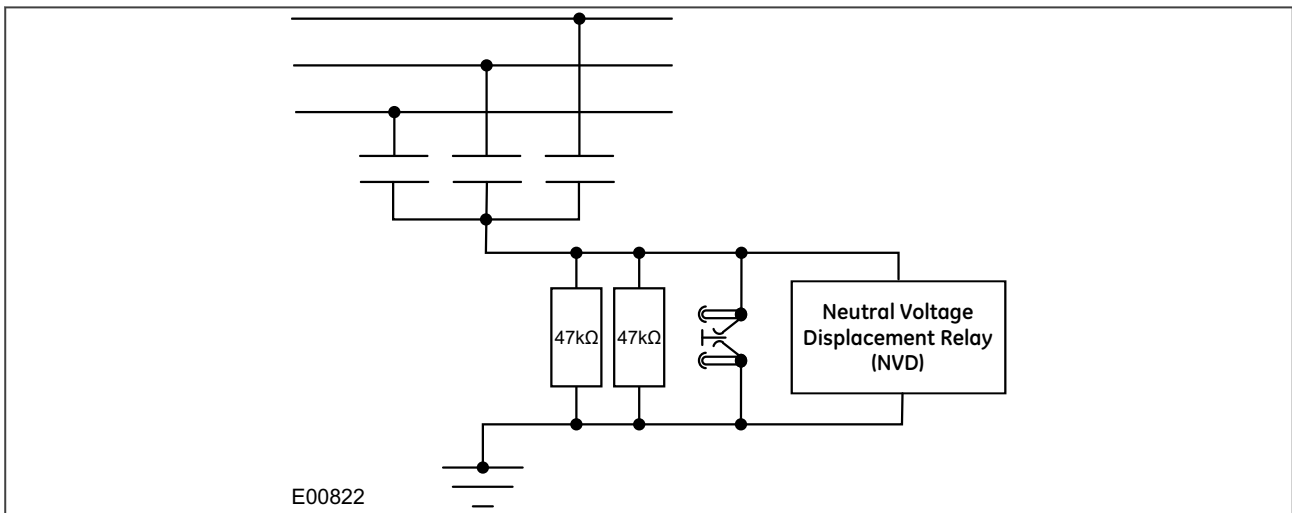 47kΩ 47kΩ
Neutral Voltage
Displacement Relay
(NVD)
E00822